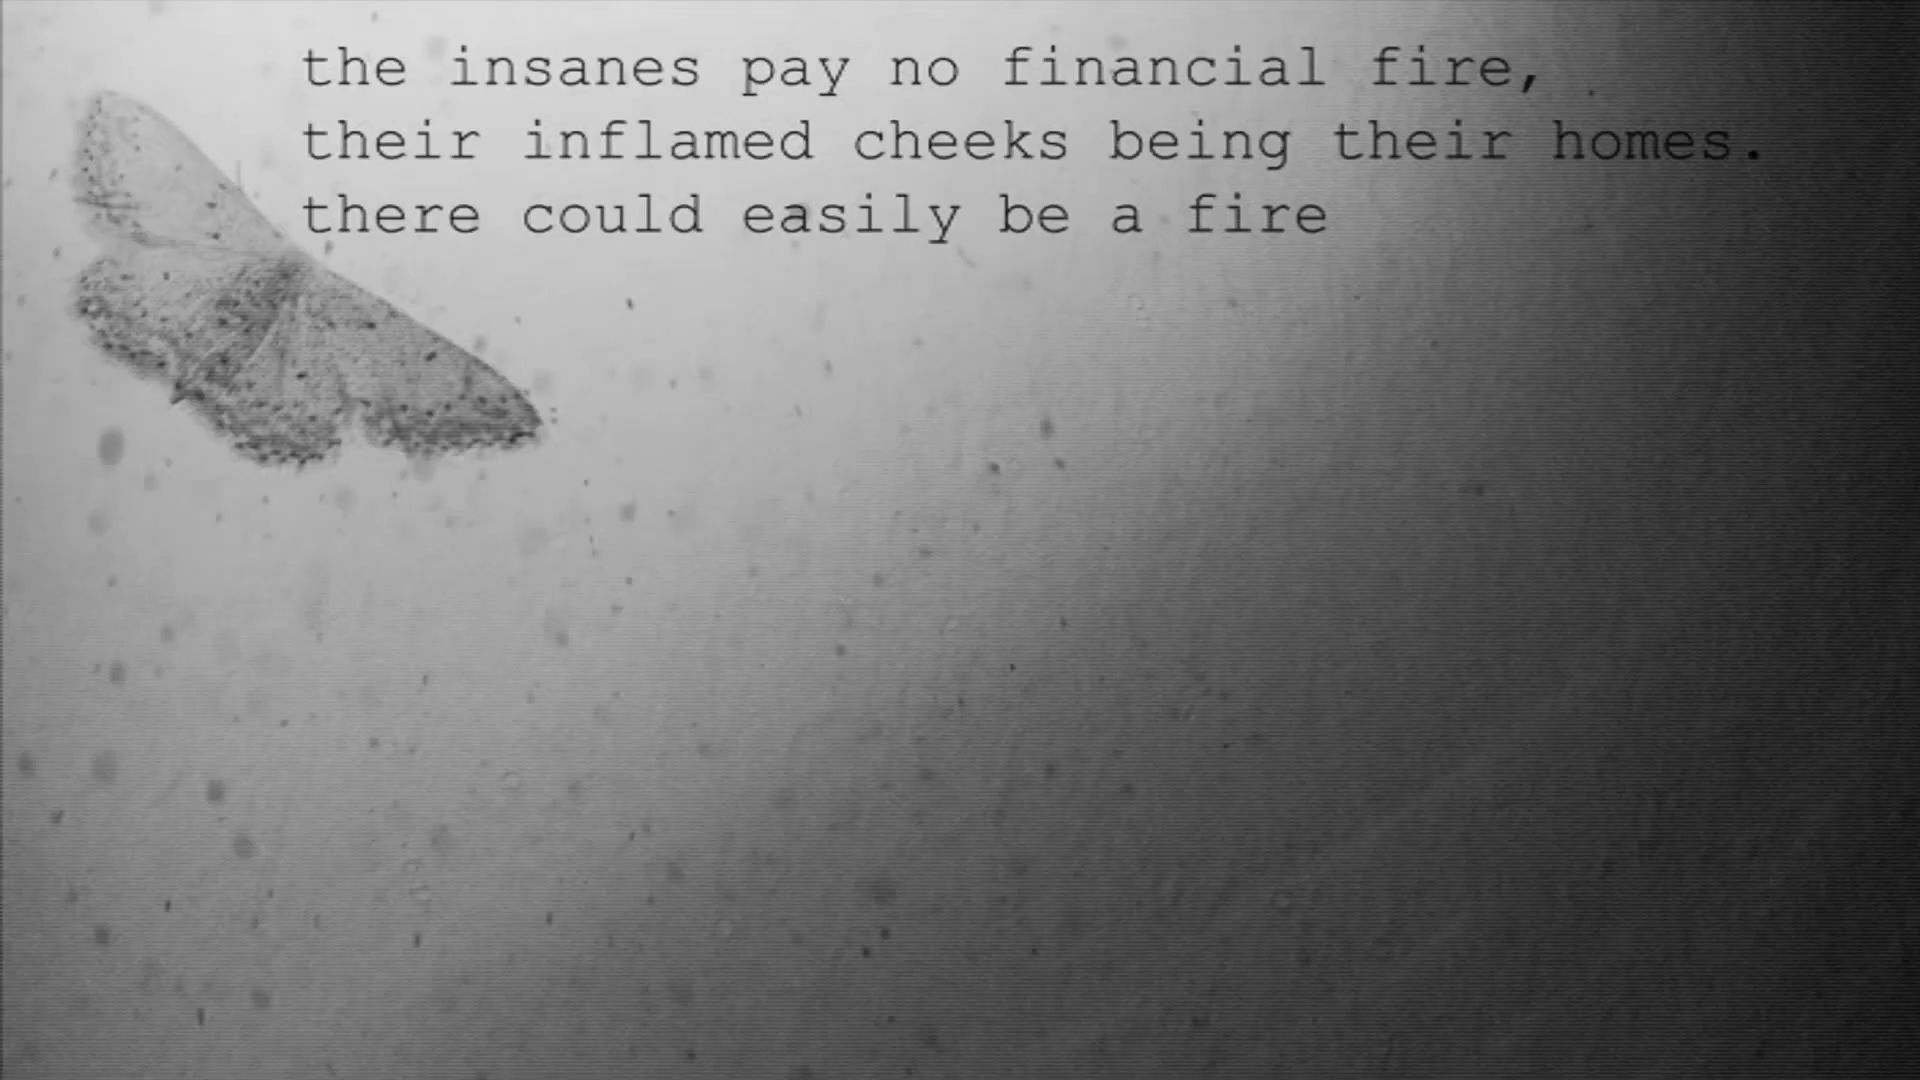 the insanes pay no financial fire,
their inflamed cheeks being their homes.
there could easily be a fire